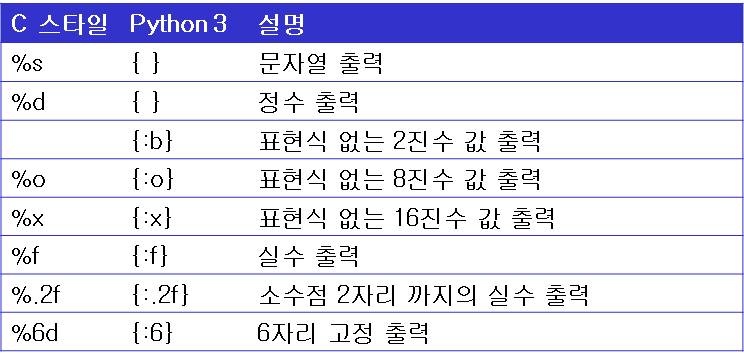 C 스타일 Python 3 설명
%s { } 문자열 출력
%d { } 정수 출력
{:b} 표현식 없는 2진수 값 출력
%o {:o} 표현식 없는 8진수 값 출력
%x {:x} 표현식 없는 16진수 값 출력
%f {:f} 실수 출력
%.2f {:.2f} 소수점 2자리 까지의 실수 출력
%6d {:6} 6자리 고정 출력